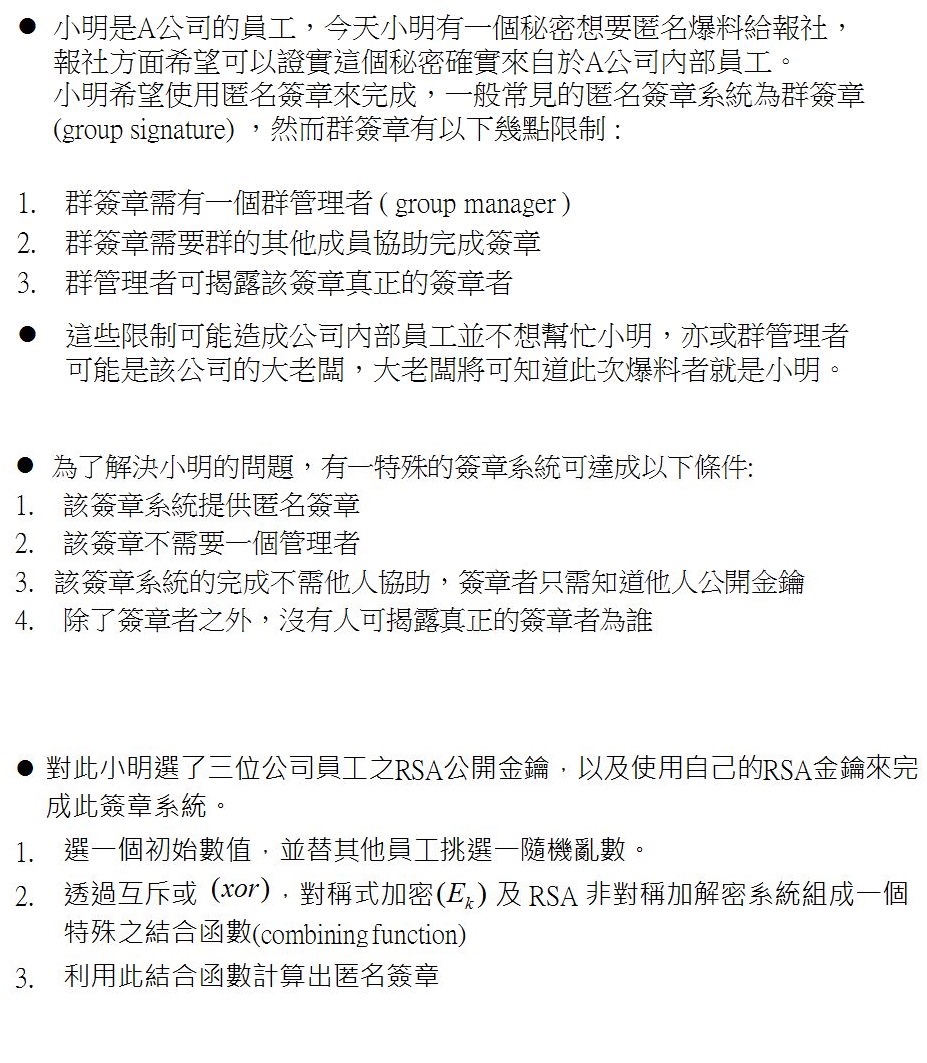 ● 小明是A公司的員工，今天小明有一個秘密想要匿名爆料給報社，
報社方面希望可以證實這個秘密確實來自於A公司內部員工。
小明希望使用匿名簽章來完成，一般常見的匿名簽章系統為群簽章
(group signature) ，然而群簽章有以下幾點限制 :
1. 群簽章需有一個群管理者 ( group manager )
2. 群簽章需要群的其他成員協助完成簽章
3. 群管理者可揭露該簽章真正的簽章者
● 這些限制可能造成公司內部員工並不想幫忙小明，亦或群管理者
可能是該公司的大老闆，大老闆將可知道此次爆料者就是小明。
● 為了解決小明的問題，有一特殊的簽章系統可達成以下條件:
1. 該簽章系統提供匿名簽章
2. 該簽章不需要一個管理者
3. 該簽章系統的完成不需他人協助，簽章者只需知道他人公開金鑰
4. 除了簽章者之外，沒有人可揭露真正的簽章者為誰
● 對此小明選了三位公司員工之RSA公開金鑰，以及使用自己的RSA金鑰來完
成此簽章系統。
1. 選一個初始數值，並替其他員工挑選一隨機亂數。
2. 透過互斥或 (xor)，對稱式加密(E_k) 及 RSA 非對稱加解密系統組成一個
特殊之結合函數(combining function)
3. 利用此結合函數計算出匿名簽章